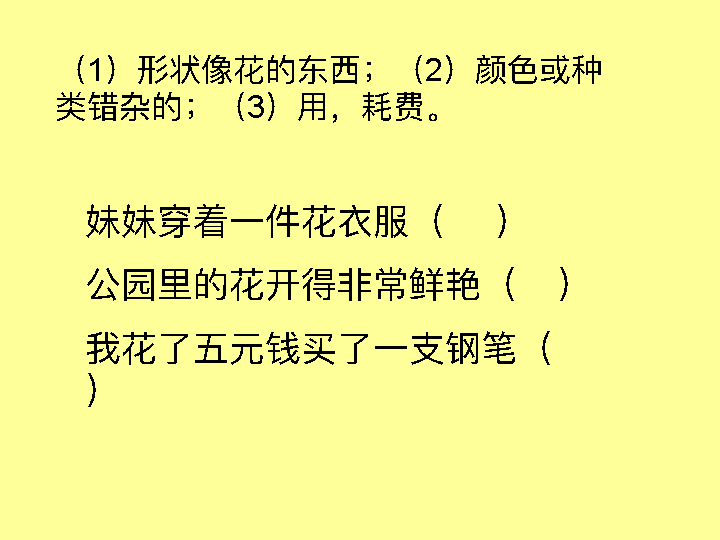 （1）形状像花的东西；（2）颜色或种
类错杂的；（3）用，耗费。
妹妹穿着一件花衣服（　）
公园里的花开得非常鲜艳（　）
我花了五元钱买了一支钢笔（
）